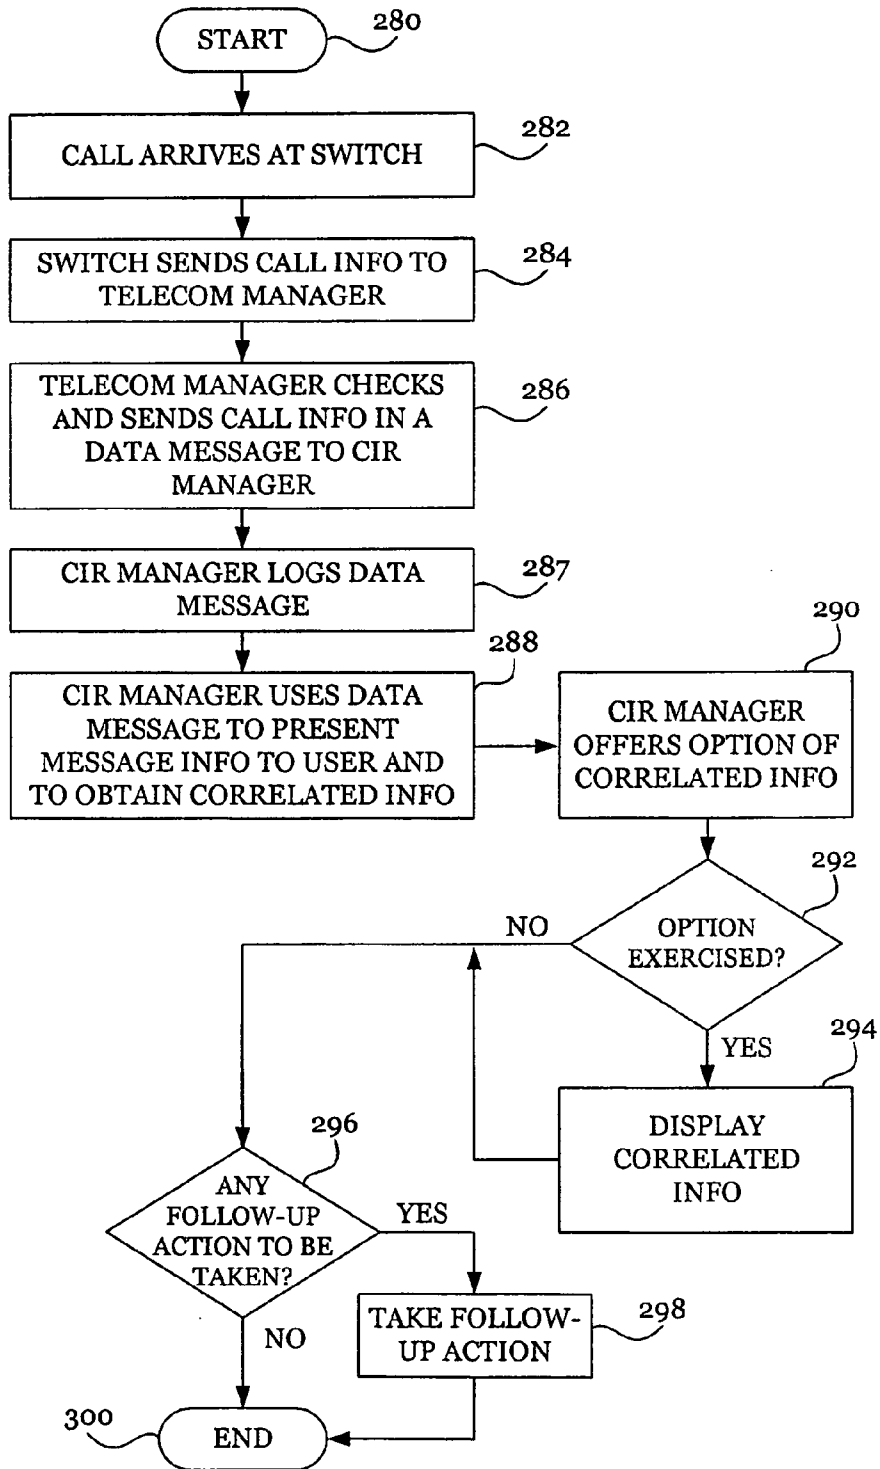 START
280
CALL ARRIVES AT SWITCH
282
SWITCH SENDS CALL INFO TO
TELECOM MANAGER
284
TELECOM MANAGER CHECKS
AND SENDS CALL INFO IN A
DATA MESSAGE TO CIR
MANAGER
286
CIR MANAGER LOGS DATA
MESSAGE
287
CIR MANAGER USES DATA
MESSAGE TO PRESENT
MESSAGE INFO TO USER AND
TO OBTAIN CORRELATED INFO
288
CIR MANAGER
OFFERS OPTION OF
CORRELATED INFO
290
OPTION
EXERCISED?
292
NO
YES
DISPLAY
CORRELATED
INFO
294
ANY
FOLLOW-UP
ACTION TO BE
TAKEN?
296
YES
NO
TAKE FOLLOW-
UP ACTION
298
END
300